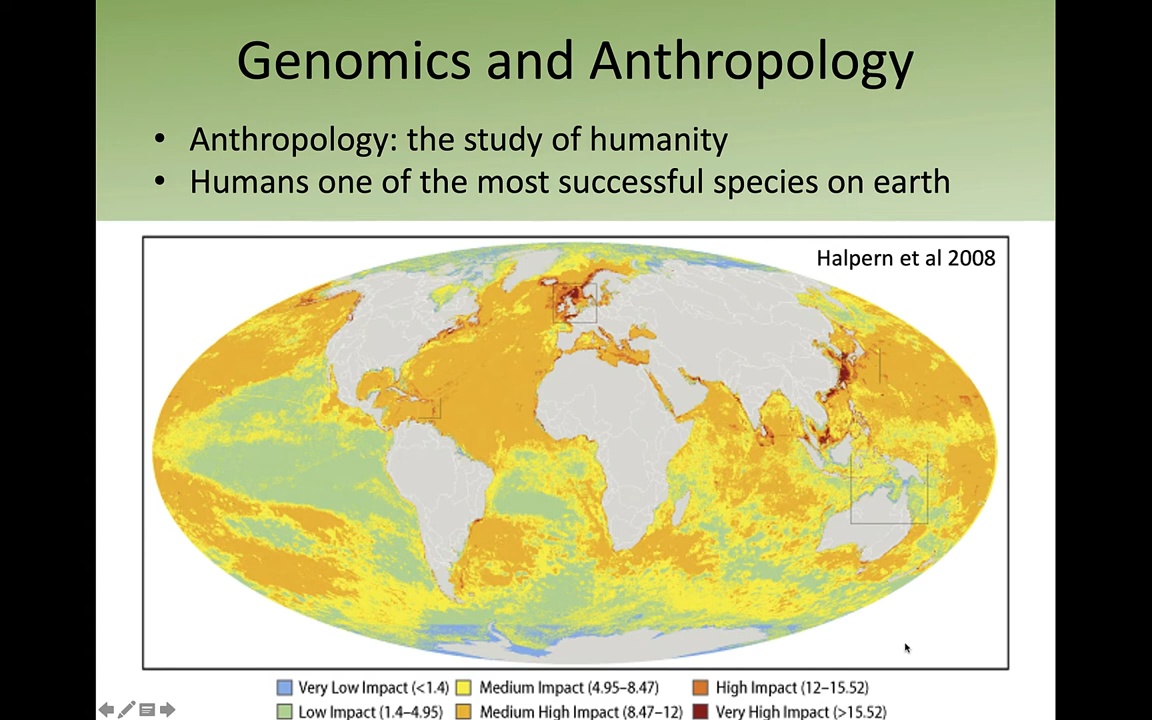 Genomics and Anthropology
• Anthropology: the study of humanity
• Humans one of the most successful species on earth
Halpern et al 2008
Very Low Impact (<1.4)
Medium Impact (4.95–8.47)
High Impact (12–15.52)
Low Impact (1.4–4.95)
Medium High Impact (8.47–12)
Very High Impact (>15.52)